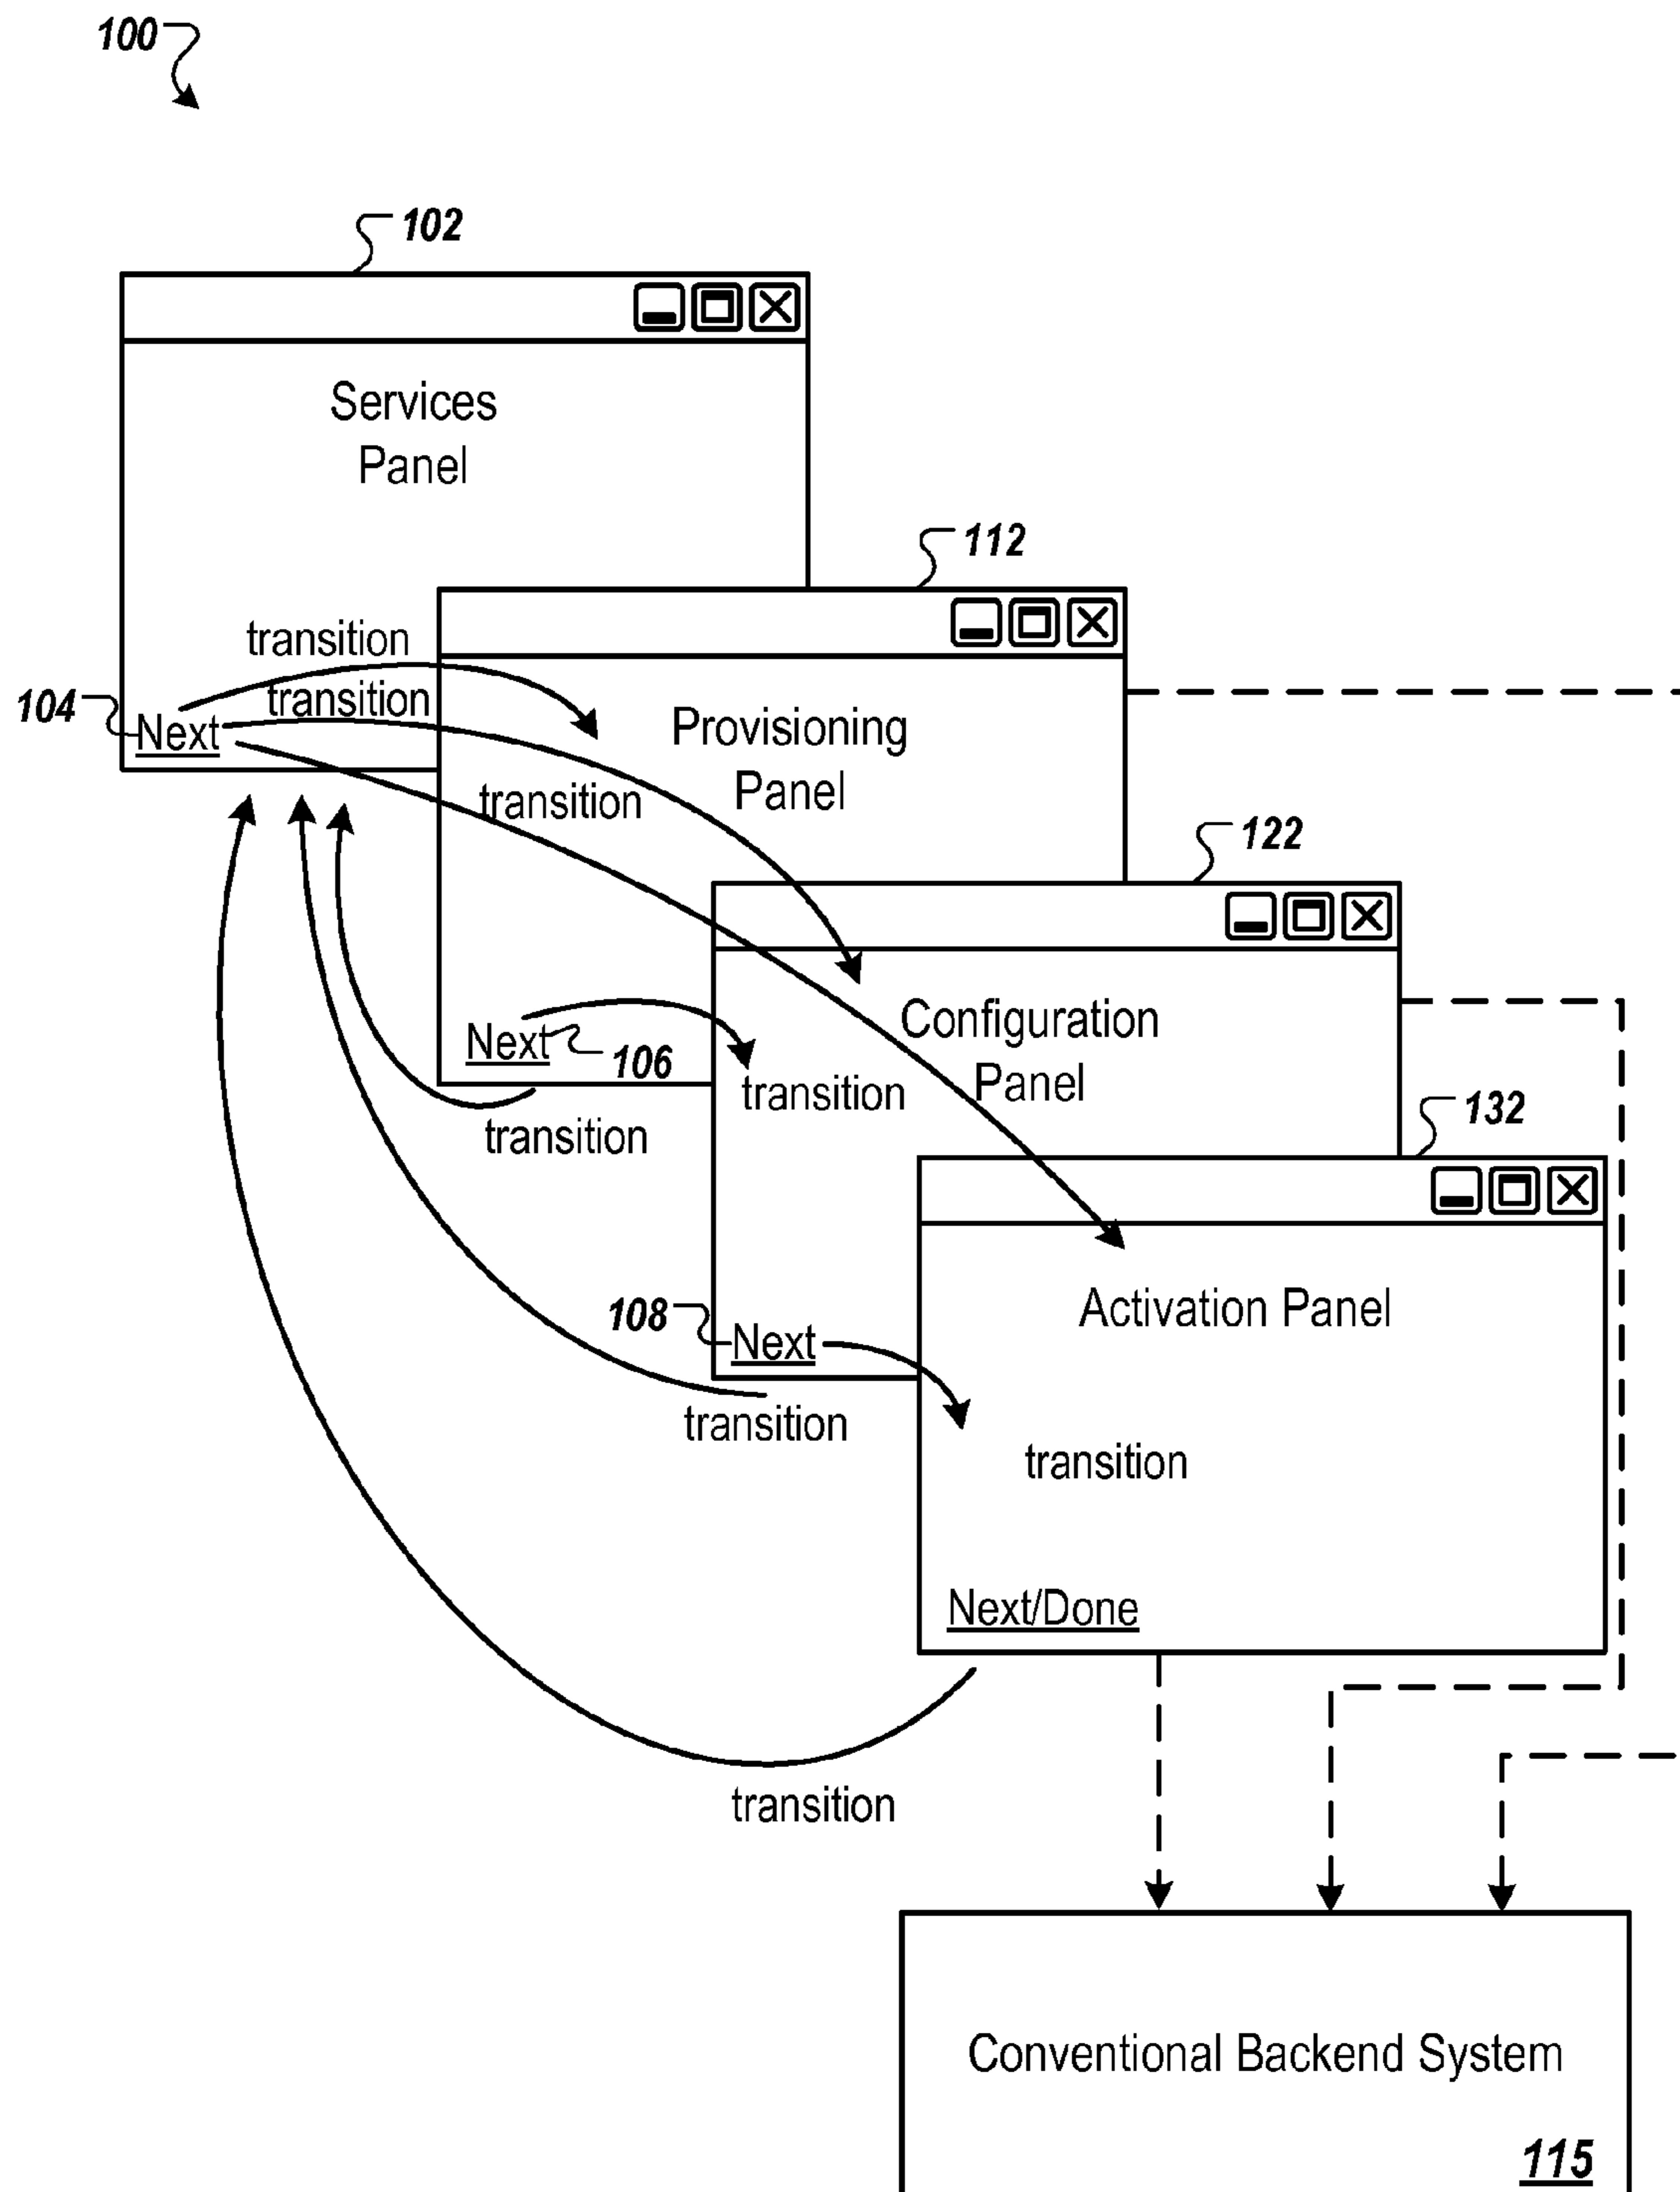 100
102
Services
Panel
112
transition
transition
104
Next
Provisioning
Panel
transition
122
Configuration
Panel
Next
106
transition
transition
132
Activation Panel
108
Next
transition
transition
Next/Done
transition
Conventional Backend System
115